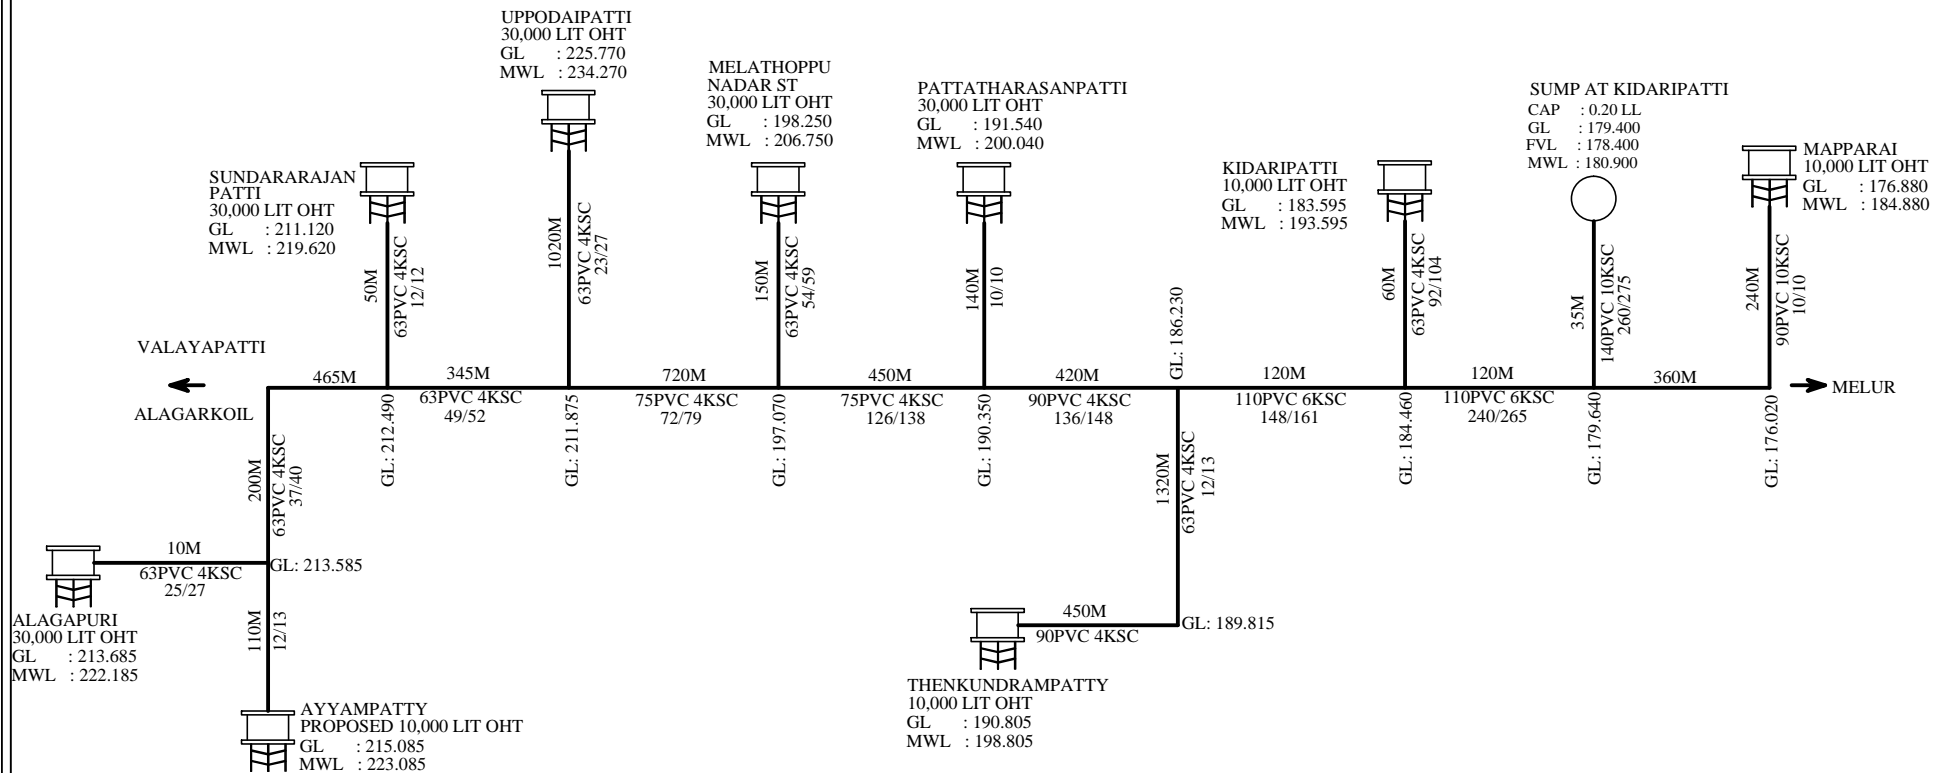 UPPODAIPATTI
30,000 LIT OHT
GL : 225.770
MWL : 234.270
MELATHOPPU
NADAR ST
30,000 LIT OHT
GL : 198.250
MWL : 206.750
PATTATHARASANPATTI
30,000 LIT OHT
GL : 191.540
MWL : 200.040
SUMP AT KIDARIPATTI
CAP : 0.20 LL
GL : 179.400
FVL : 178.400
MWL : 180.900
MAPPARAI
10,000 LIT OHT
GL : 176.880
MWL : 184.880
KIDARIPATTI
10,000 LIT OHT
GL : 183.595
MWL : 193.595
SUNDARARAJAN
PATTI
30,000 LIT OHT
GL : 211.120
MWL : 219.620
50M
63PVC 4KSC
12/12
1020M
63PVC 4KSC
23/27
150M
63PVC 4KSC
54/59
140M
10/10
GL: 186.230
60M
63PVC 4KSC
92/104
35M
140PVC 10KSC
260/275
240M
90PVC 10KSC
10/10
VALAYAPATTI
ALAGARKOIL
465M
345M
63PVC 4KSC
49/52
720M
75PVC 4KSC
72/79
450M
75PVC 4KSC
126/138
420M
90PVC 4KSC
136/148
120M
110PVC 6KSC
148/161
120M
110PVC 6KSC
240/265
360M
MELUR
GL: 212.490
GL: 211.875
GL: 197.070
GL: 190.350
GL: 184.460
GL: 179.640
GL: 176.020
200M
63PVC 4KSC
37/40
1320M
63PVC 4KSC
12/13
10M
63PVC 4KSC
25/27
GL: 213.585
ALAGAPURI
30,000 LIT OHT
GL : 213.685
MWL : 222.185
110M
12/13
450M
90PVC 4KSC
GL: 189.815
THENKUNDRAMPATTY
10,000 LIT OHT
GL : 190.805
MWL : 198.805
AYYAMPATTY
PROPOSED 10,000 LIT OHT
GL : 215.085
MWL : 223.085